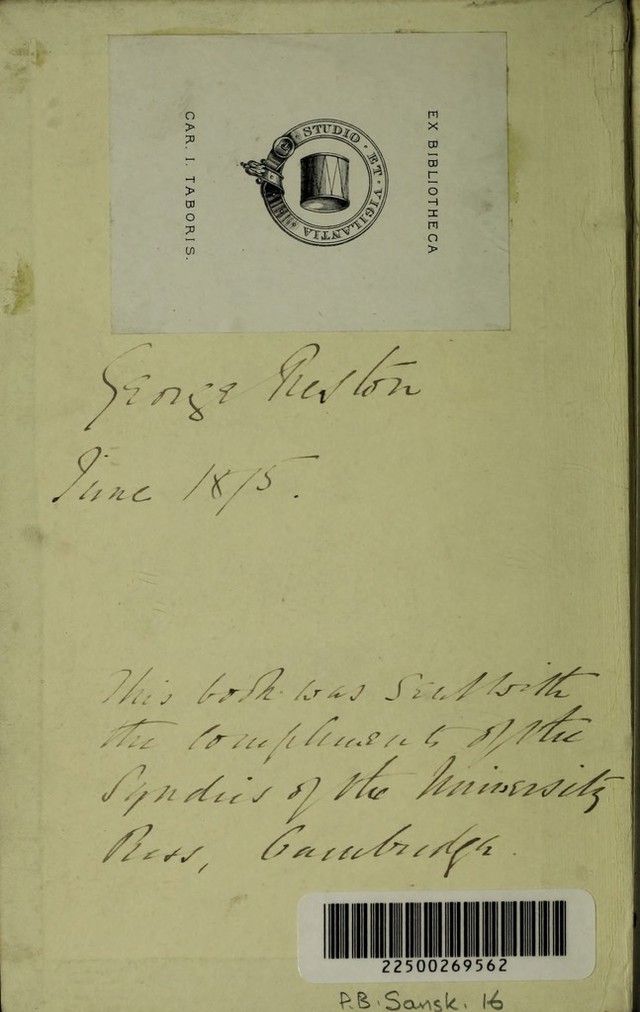 EX BIBLIOTHECA
STUDIO · ET · VIGILANTIA
CAR. I. TABORIS.
George Preston
June 1875.
This book was sent with
the compliments of the
Syndics of the University
Press, Cambridge.
22500269562
P.B. Sansk. 16